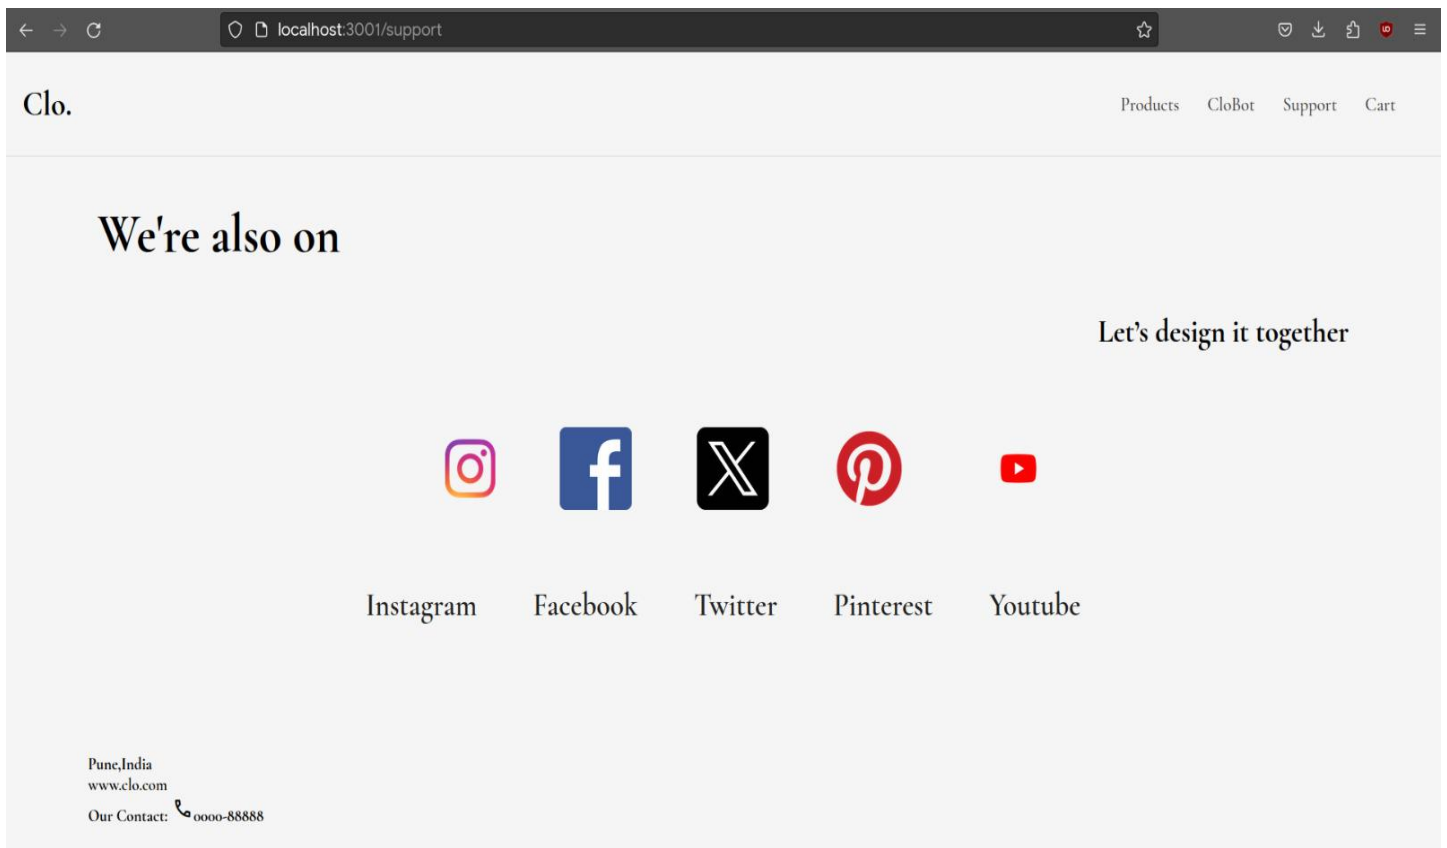 localhost:3001/support
Clo.
Products CloBot Support Cart
We're also on
Let’s design it together
Instagram Facebook Twitter Pinterest Youtube
Pune,India
www.clo.com
Our Contact: 0000-88888